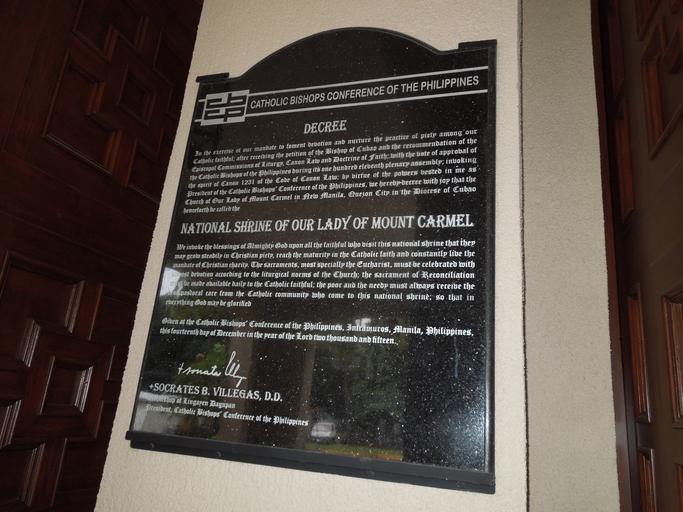 CATHOLIC BISHOPS CONFERENCE OF THE PHILIPPINES
DECREE
In the exercise of our mandate to foment devotion and nurture the practice of piety among our
Catholic faithful; after receiving the petition of the Bishop of Cubao and the recommendation of the
Episcopal Commissions of Liturgy, Canon Law and Doctrine of Faith; with the vote of approval of
the Catholic Bishops of the Philippines during its one hundred eleventh plenary assembly; invoking
the spirit of Canon 1231 of the Code of Canon Law; by virtue of the powers vested in me as
President of the Catholic Bishops' Conference of the Philippines, we hereby decree with joy that the
Church of Our Lady of Mount Carmel in New Manila, Quezon City in the Diocese of Cubao
henceforth be called the
NATIONAL SHRINE OF OUR LADY OF MOUNT CARMEL
We invoke the blessings of Almighty God upon all the faithful who visit this national shrine that they
may grow steadily in Christian piety, reach the maturity in the Catholic faith and constantly live the
mandate of Christian charity. The sacraments, most specially the Eucharist, must be celebrated with
most devotion according to the liturgical norms of the Church; the sacrament of Reconciliation
be made available daily to the Catholic faithful; the poor and the needy must always receive the
pastoral care from the Catholic community who come to this national shrine; so that in
everything God may be glorified
Given at the Catholic Bishops' Conference of the Philippines, Intramuros, Manila, Philippines,
this fourteenth day of December in the year of the Lord two thousand and fifteen.
+SOCRATES B. VILLEGAS, D.D.
Archbishop of Lingayen Dagupan
President, Catholic Bishops' Conference of the Philippines